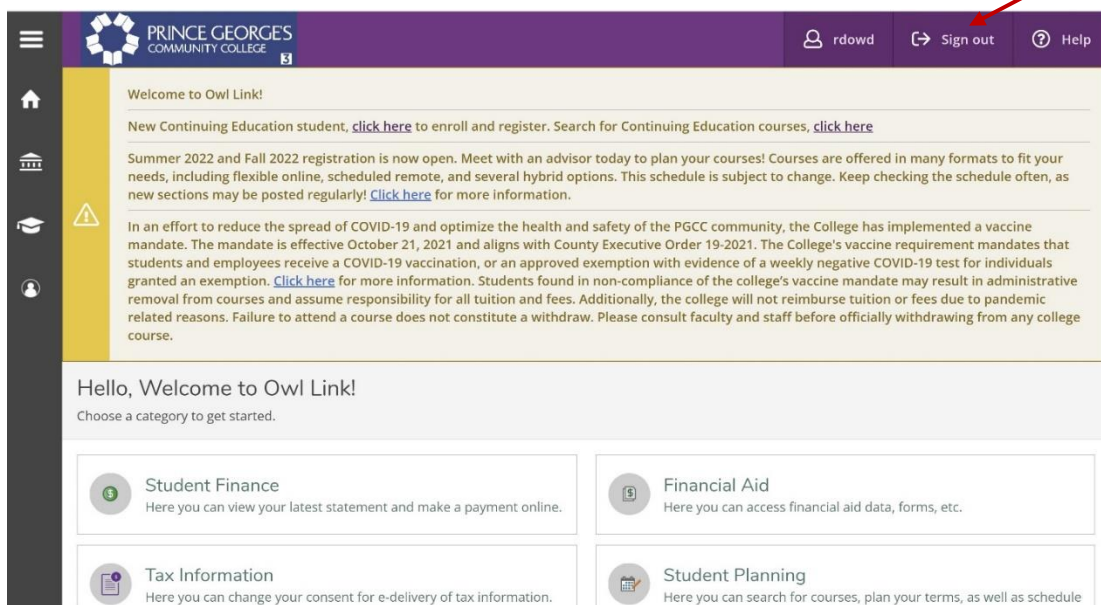 PRINCE GEORGE'S
COMMUNITY COLLEGE
3
rdowd
Sign out
Help
Welcome to Owl Link!
New Continuing Education student, click here to enroll and register. Search for Continuing Education courses, click here
Summer 2022 and Fall 2022 registration is now open. Meet with an advisor today to plan your courses! Courses are offered in many formats to fit your
needs, including flexible online, scheduled remote, and several hybrid options. This schedule is subject to change. Keep checking the schedule often, as
new sections may be posted regularly! Click here for more information.
In an effort to reduce the spread of COVID-19 and optimize the health and safety of the PGCC community, the College has implemented a vaccine
mandate. The mandate is effective October 21, 2021 and aligns with County Executive Order 19-2021. The College's vaccine requirement mandates that
students and employees receive a COVID-19 vaccination, or an approved exemption with evidence of a weekly negative COVID-19 test for individuals
granted an exemption. Click here for more information. Students found in non-compliance of the college's vaccine mandate may result in administrative
removal from courses and assume responsibility for all tuition and fees. Additionally, the college will not reimburse tuition or fees due to pandemic
related reasons. Failure to attend a course does not constitute a withdraw. Please consult faculty and staff before officially withdrawing from any college
course.
Hello, Welcome to Owl Link!
Choose a category to get started.
Student Finance
Here you can view your latest statement and make a payment online.
Financial Aid
Here you can access financial aid data, forms, etc.
Tax Information
Here you can change your consent for e-delivery of tax information.
Student Planning
Here you can search for courses, plan your terms, as well as schedule